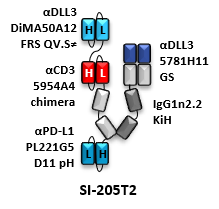 αDLL3
DiMA50A12
FRS QV.S≠
H L
αDLL3
5781H11
GS
αCD3
5954A4
chimera
H L
IgG1n2.2
KiH
αPD-L1
PL221G5
D11 pH
L H
SI-205T2